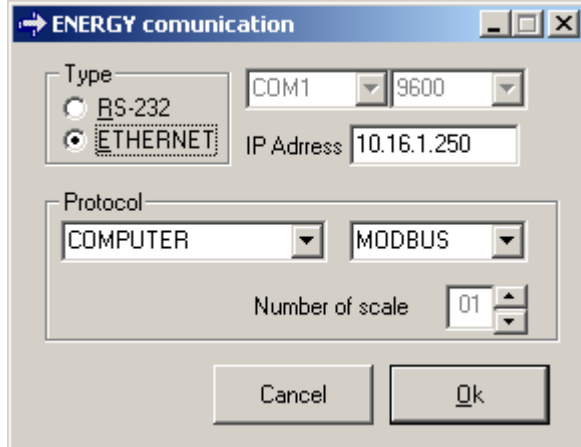 ENERGY comunication
Type
RS-232
ETHERNET
COM1 9600
IP Adrress 10.16.1.250
Protocol
COMPUTER MODBUS
Number of scale 01
Cancel Ok